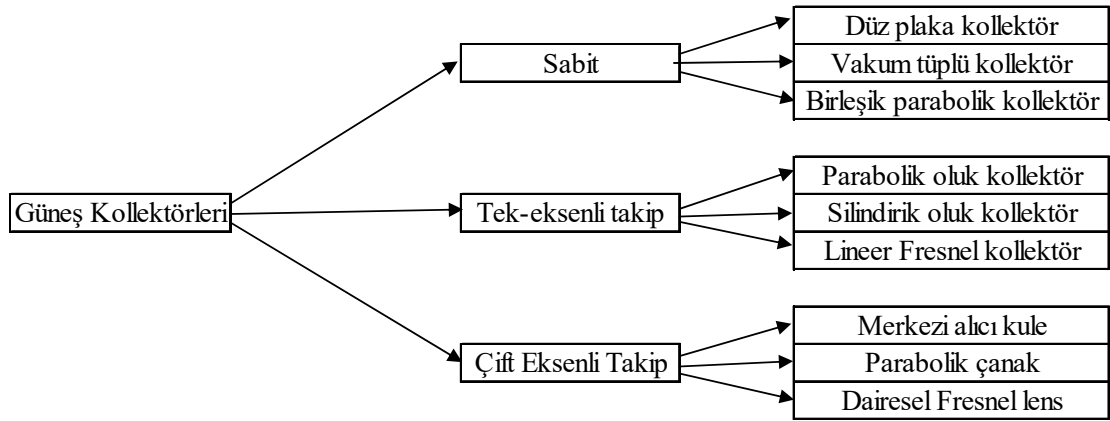 Güneş Kollektörleri
Sabit
Düz plaka kollektör
Vakum tüplü kollektör
Birleşik parabolik kollektör
Tek-eksenli takip
Parabolik oluk kollektör
Silindirik oluk kollektör
Lineer Fresnel kollektör
Çift Eksenli Takip
Merkezi alıcı kule
Parabolik çanak
Dairesel Fresnel lens